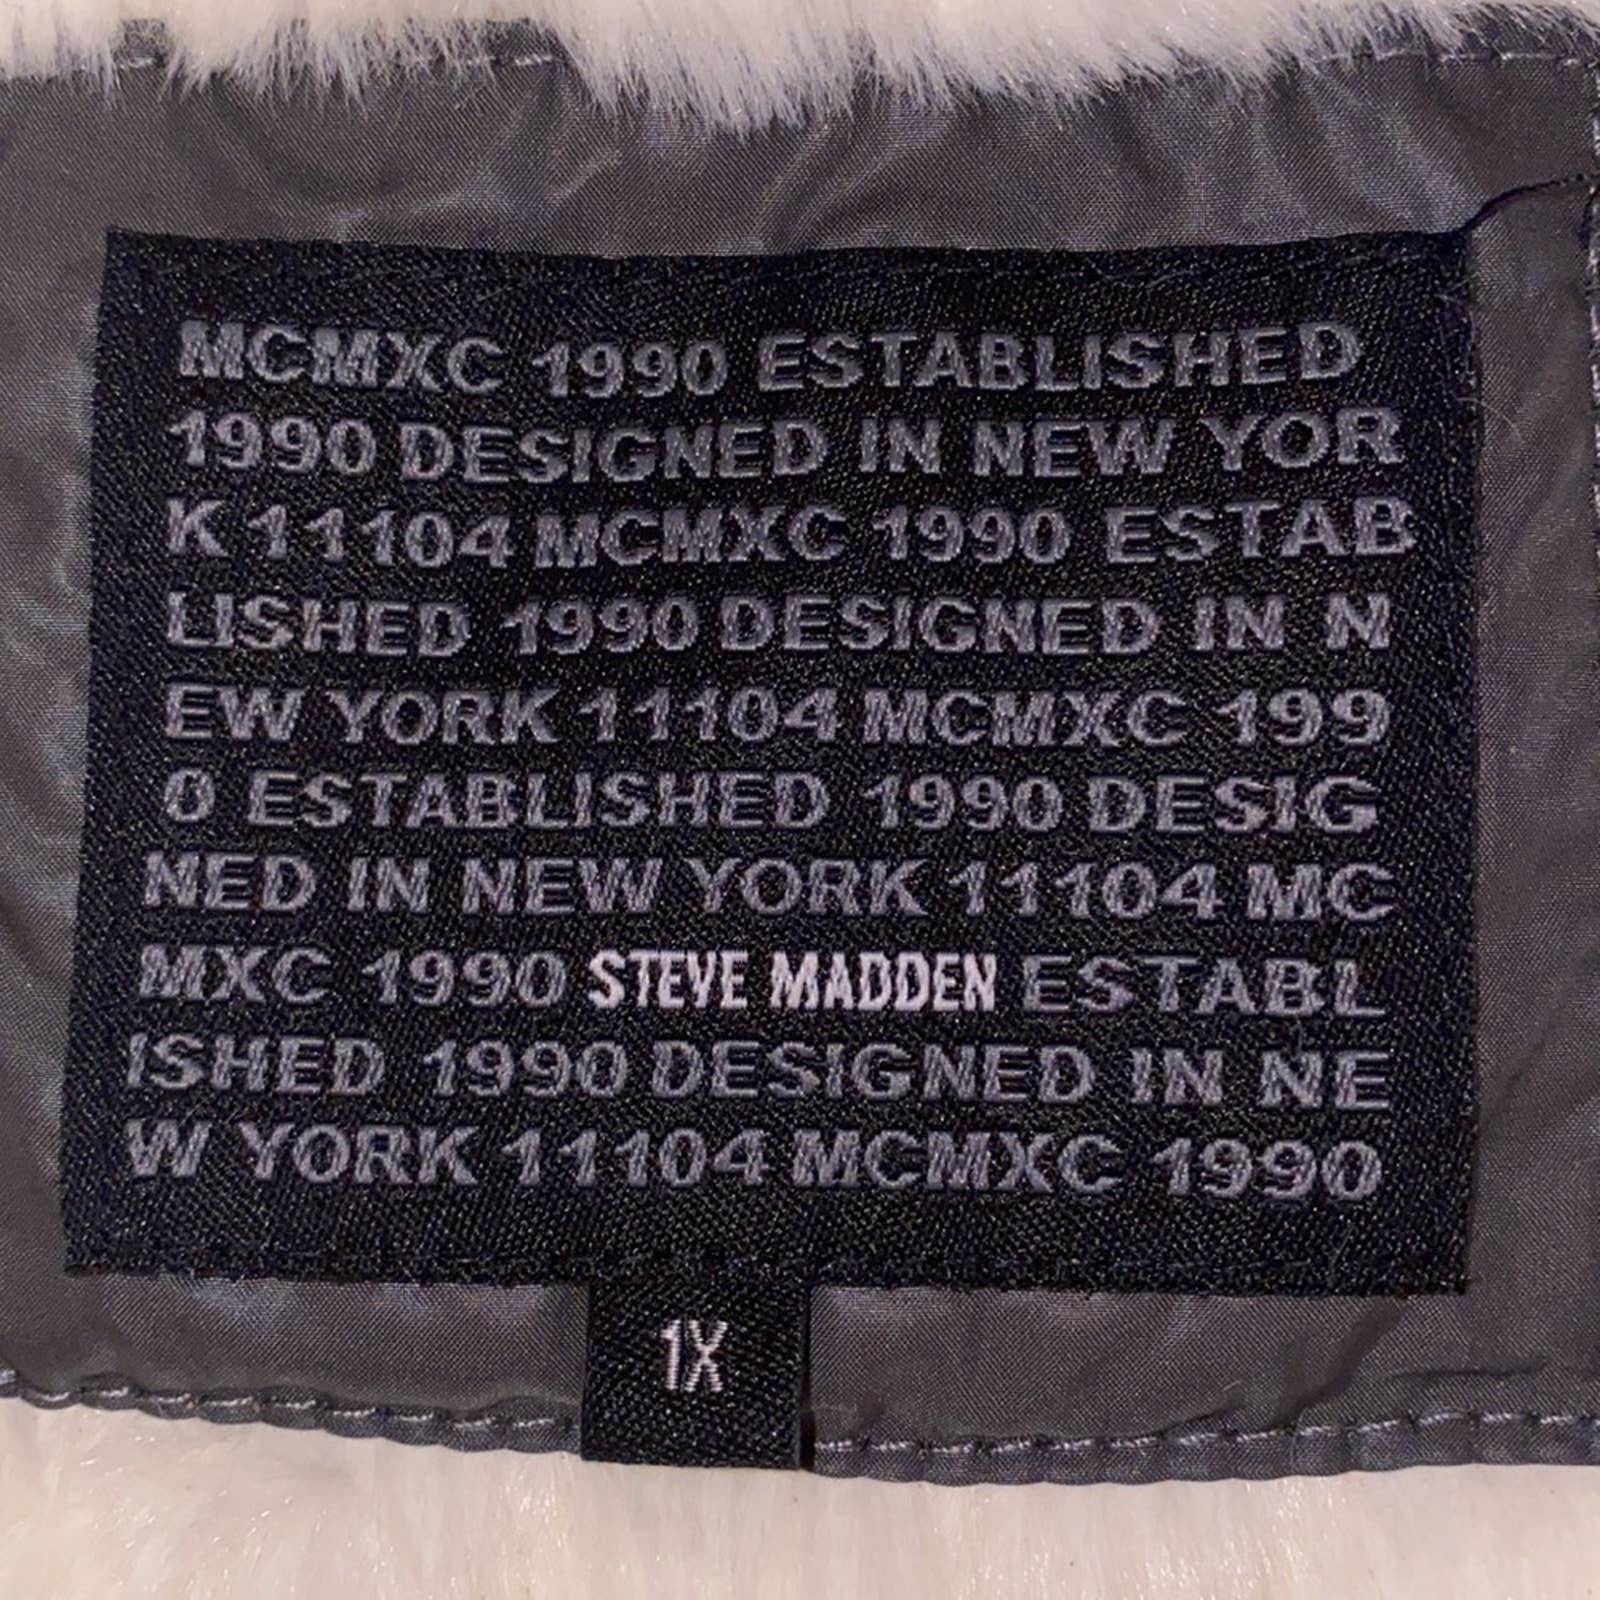 MCMXC 1990 ESTABLISHED
1990 DESIGNED IN NEW YOR
K 11104 MCMXC 1990 ESTAB
LISHED 1990 DESIGNED IN N
EW YORK 11104 MCMXC 199
0 ESTABLISHED 1990 DESIG
NED IN NEW YORK 11104 MC
MXC 1990 STEVE MADDEN ESTABL
ISHED 1990 DESIGNED IN NE
W YORK 11104 MCMXC 1990
1X